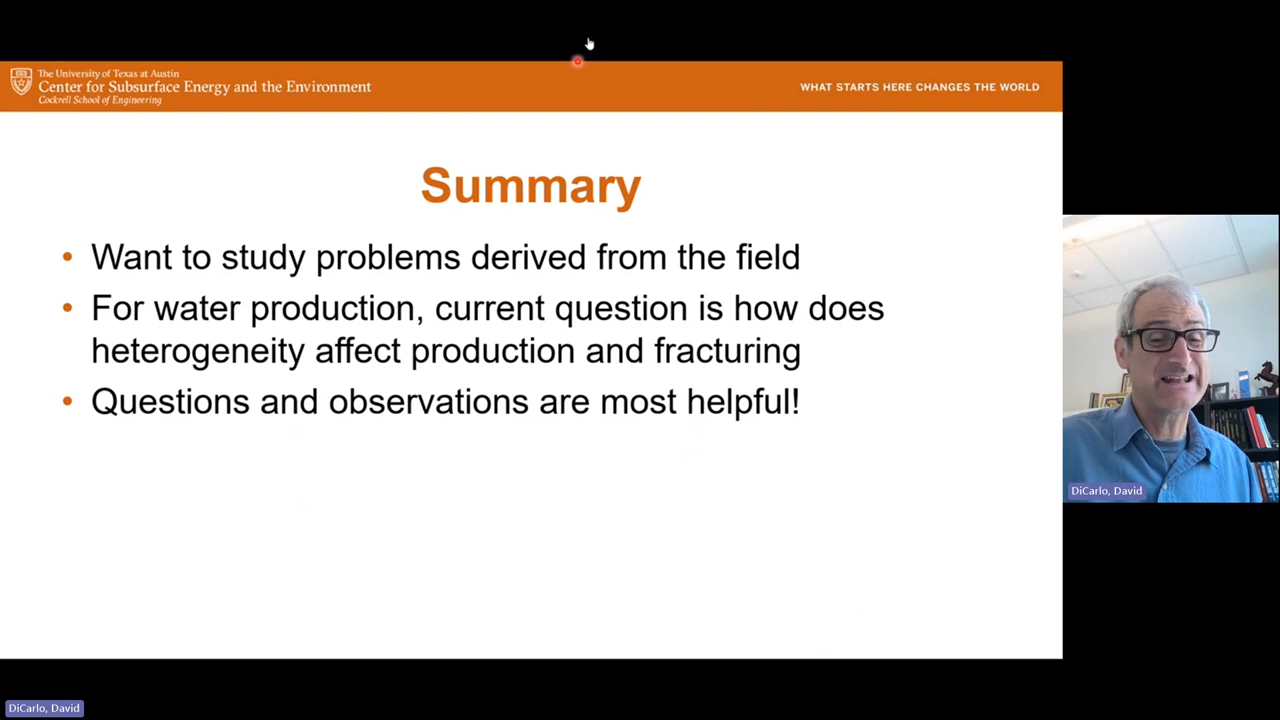 The University of Texas at Austin
Center for Subsurface Energy and the Environment
Cockrell School of Engineering
WHAT STARTS HERE CHANGES THE WORLD
Summary
• Want to study problems derived from the field
• For water production, current question is how does
heterogeneity affect production and fracturing
• Questions and observations are most helpful!
DiCarlo, David
DiCarlo, David